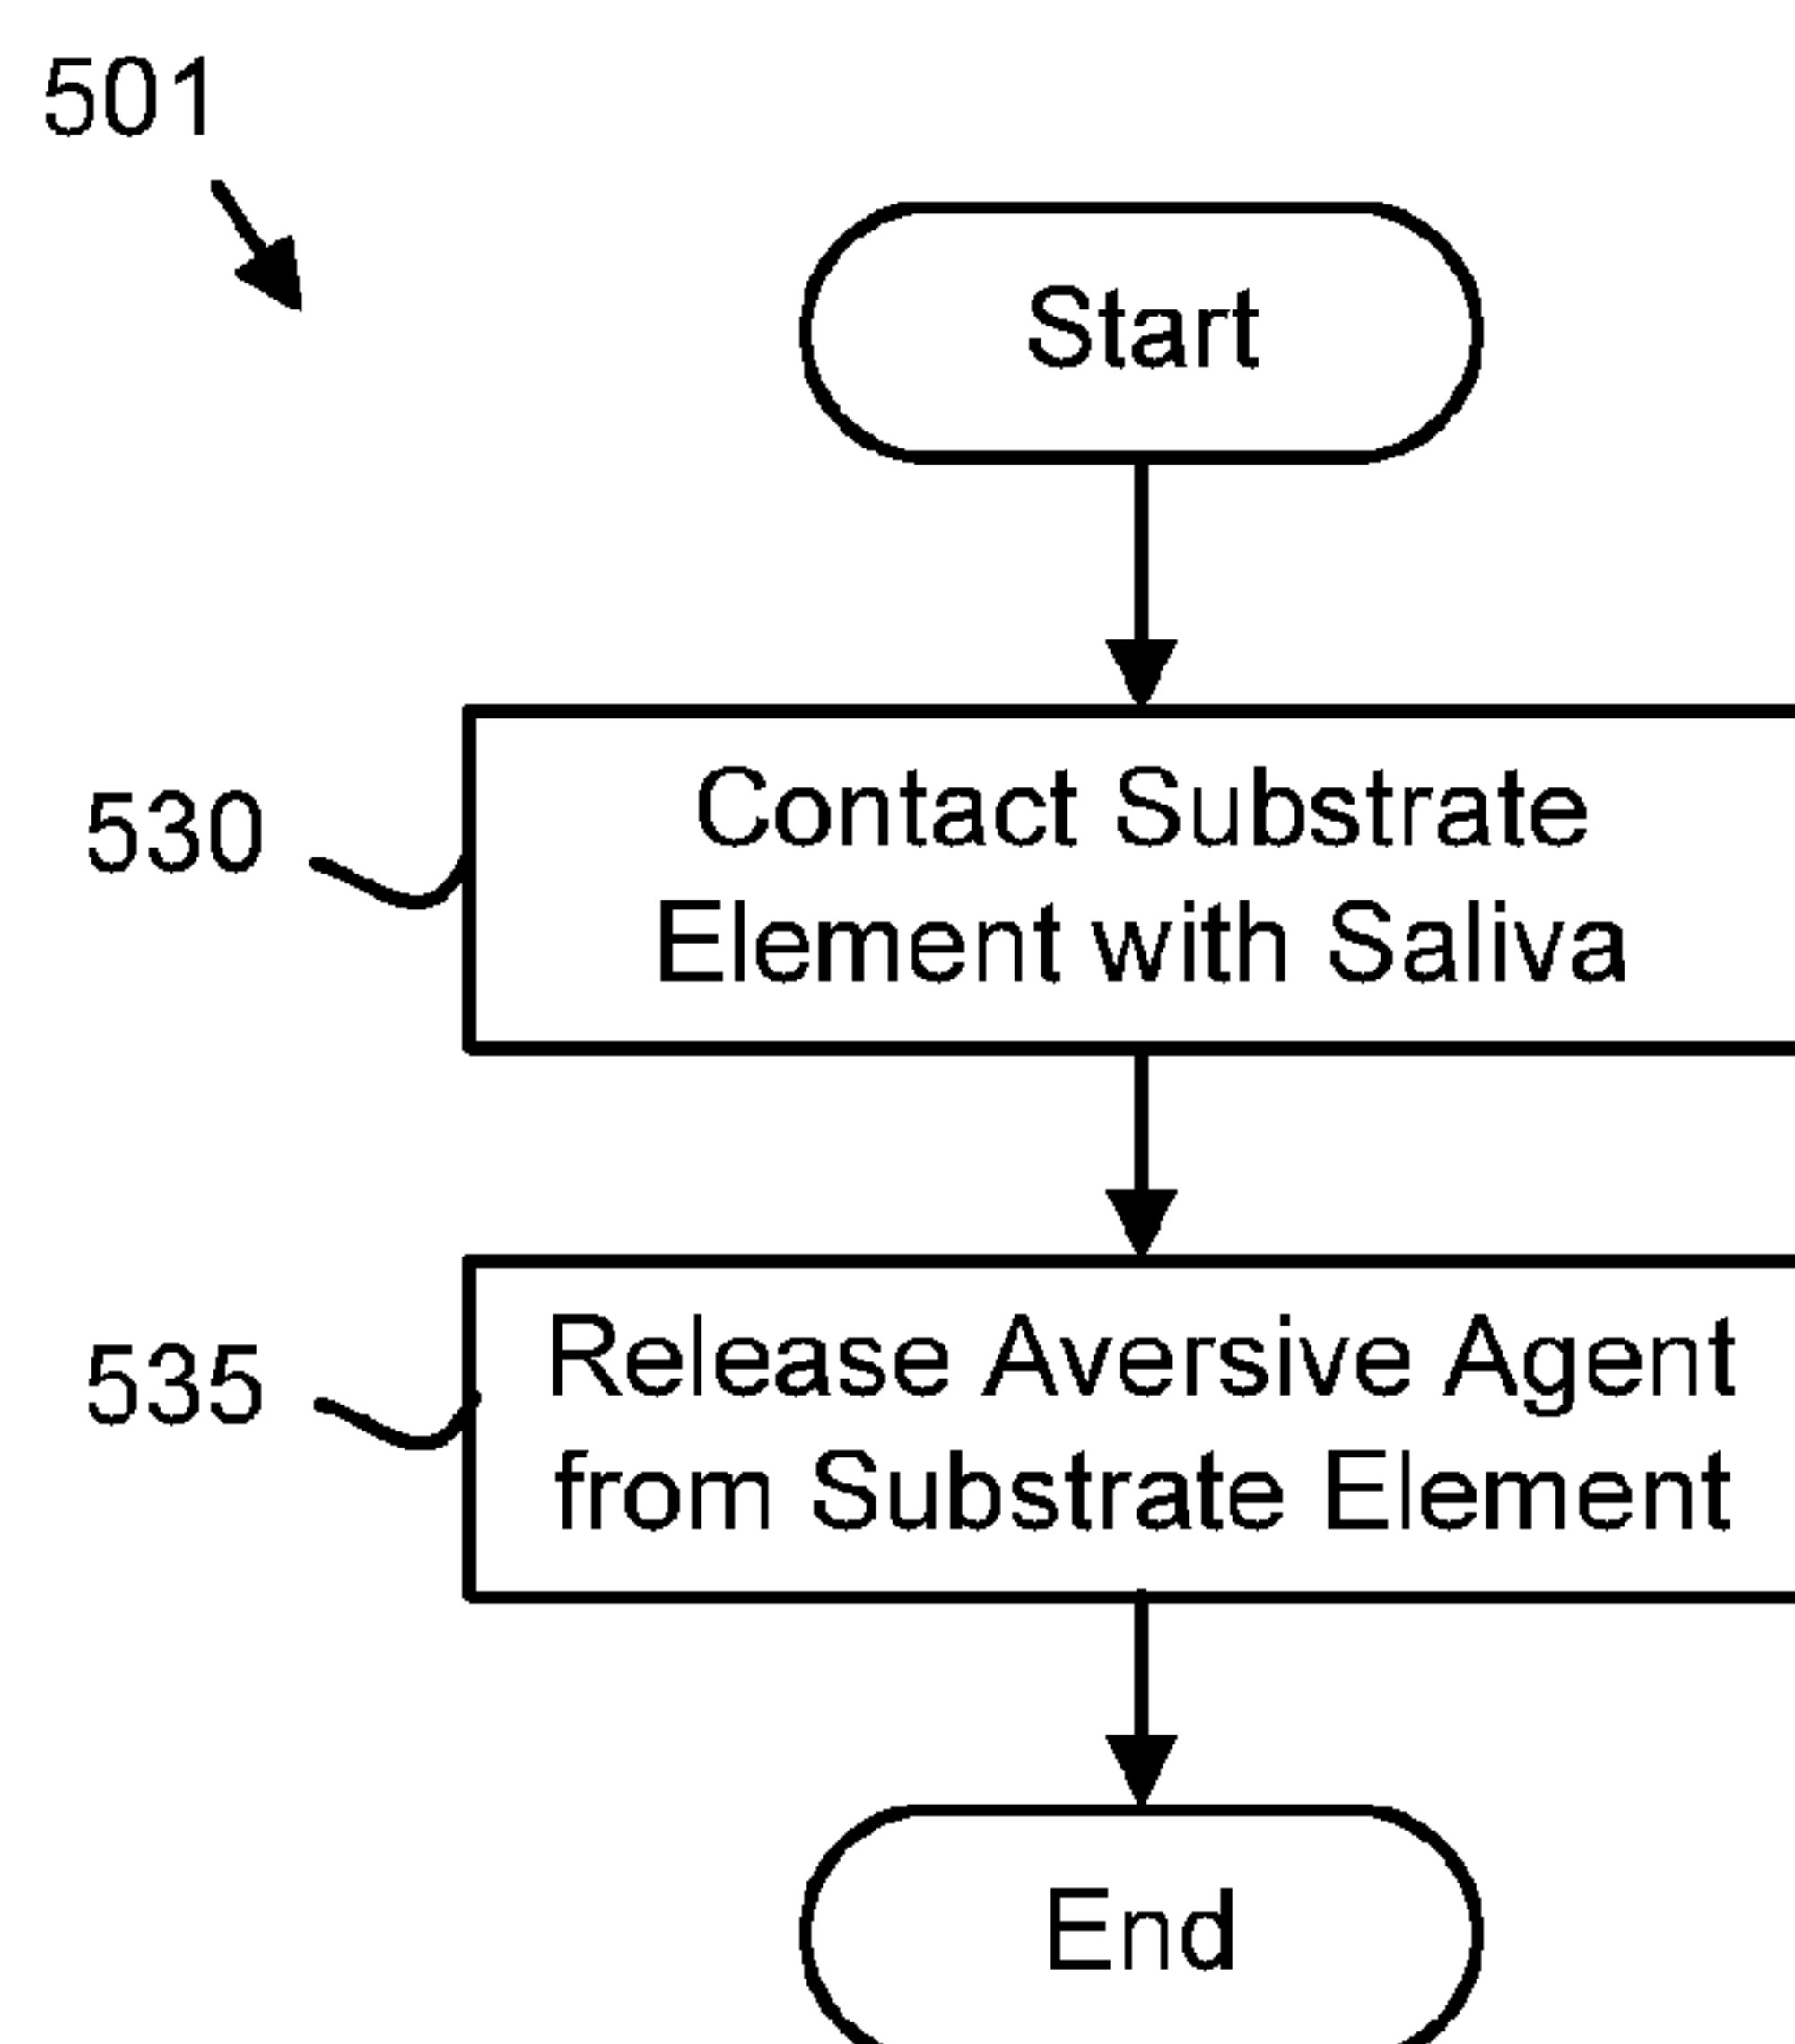 501
Start
530
Contact Substrate
Element with Saliva
535
Release Aversive Agent
from Substrate Element
End